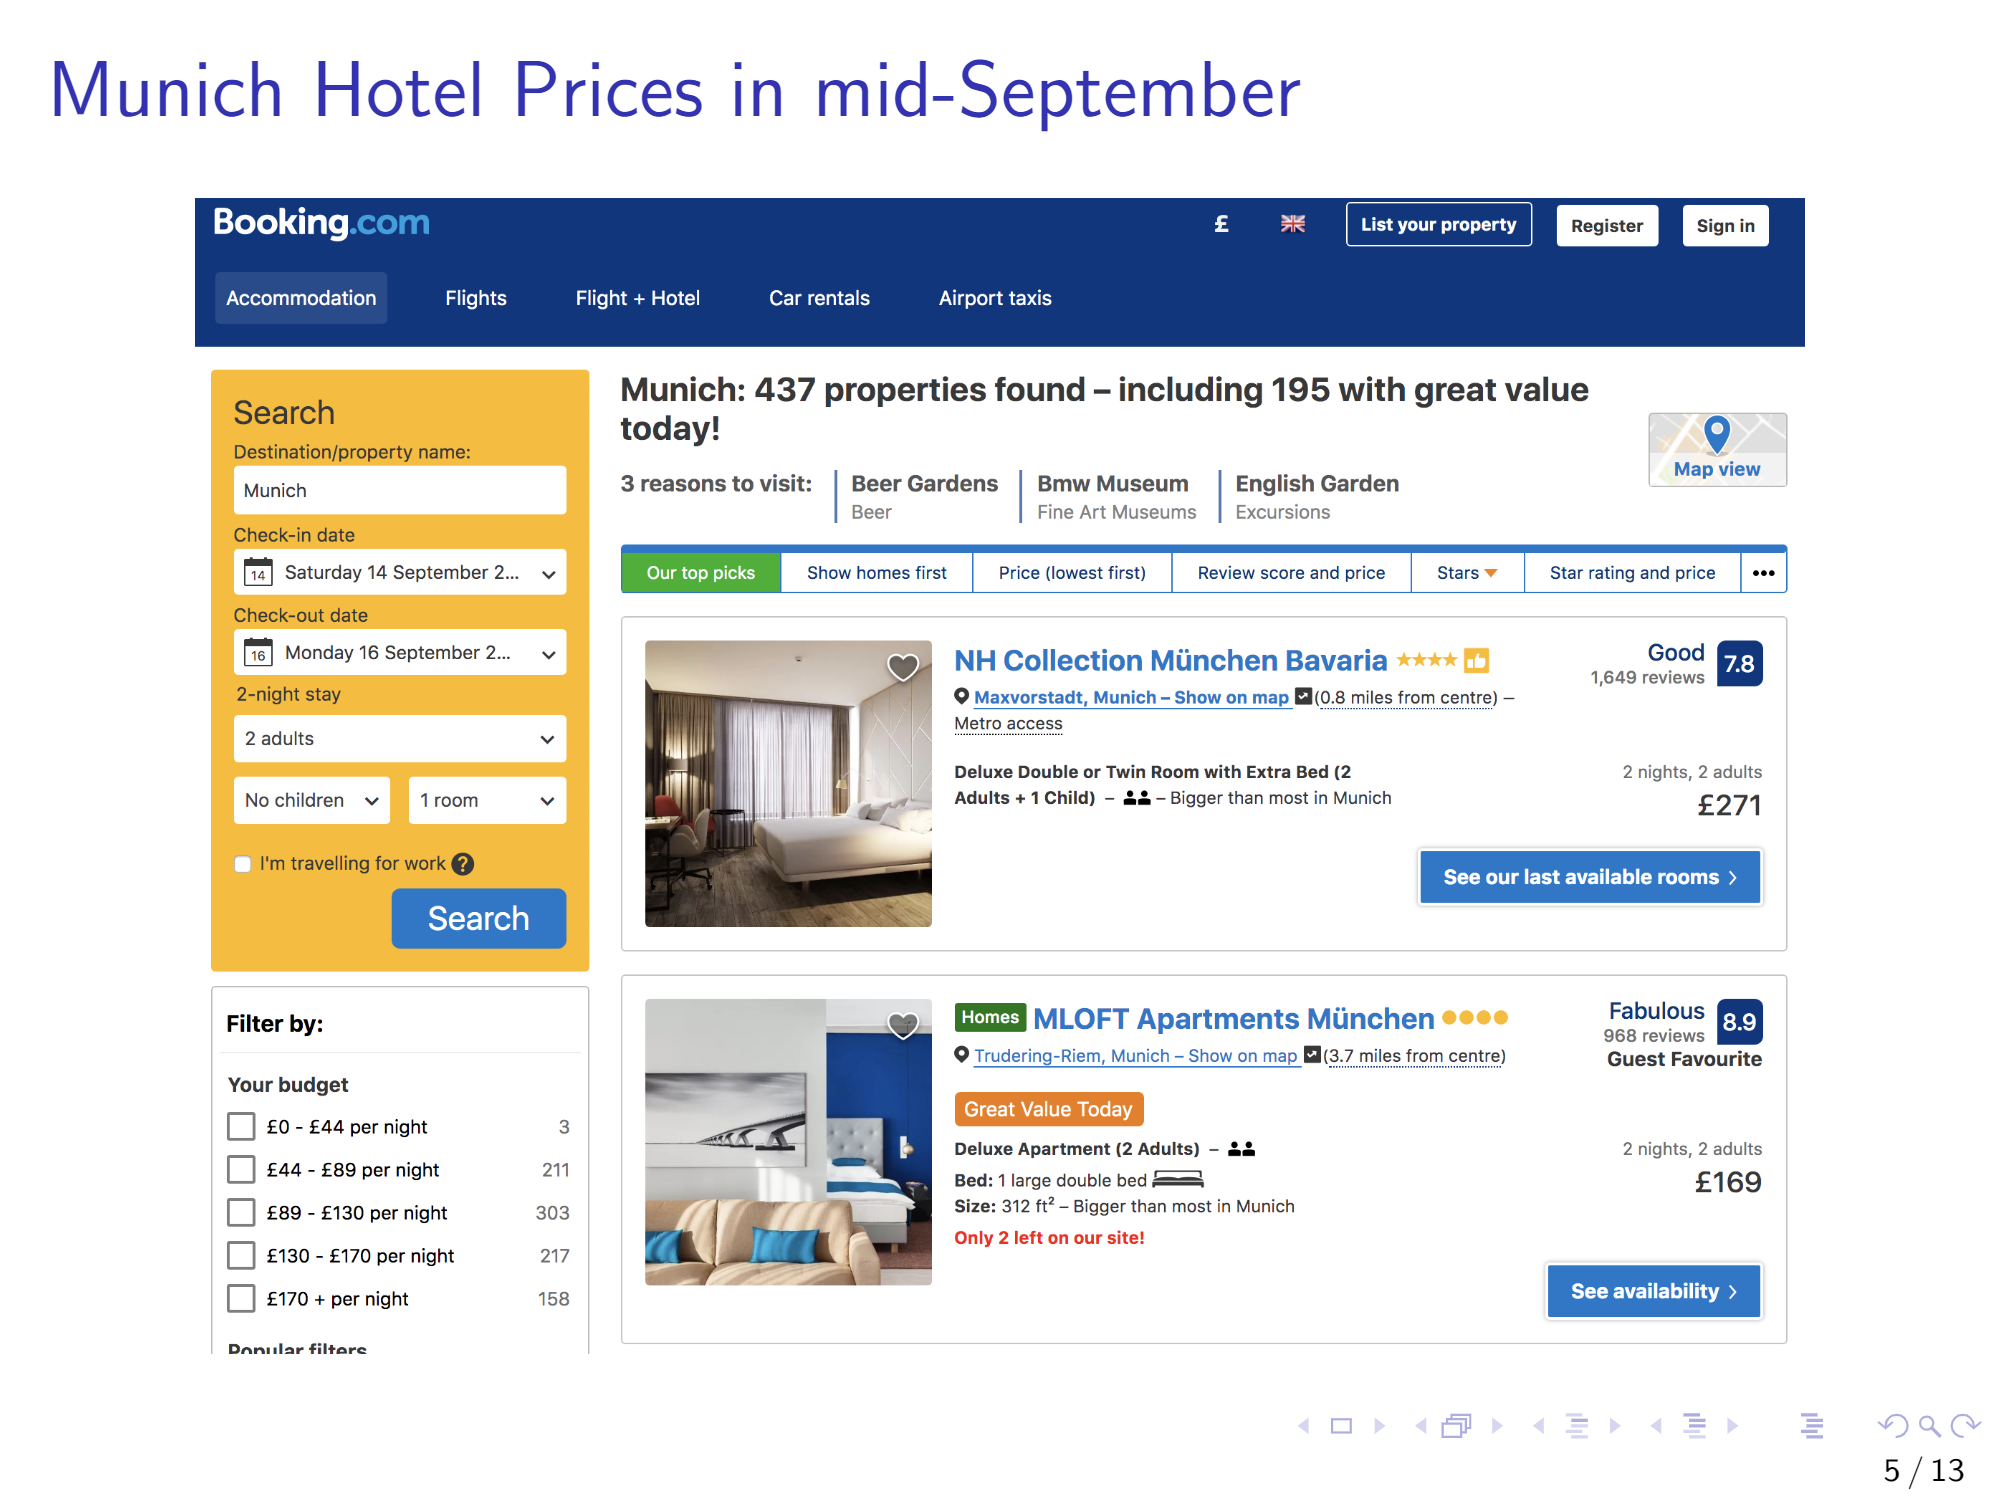 Munich Hotel Prices in mid-September
Booking.com
£
List your property
Register
Sign in
Accommodation
Flights
Flight + Hotel
Car rentals
Airport taxis
Search
Destination/property name:
Munich
Check-in date
14
Saturday 14 September 2...
Check-out date
16
Monday 16 September 2...
2-night stay
2 adults
No children
1 room
I'm travelling for work ?
Search
Filter by:
Your budget
£0 - £44 per night 3
£44 - £89 per night 211
£89 - £130 per night 303
£130 - £170 per night 217
£170 + per night 158
Popular filters
Munich: 437 properties found – including 195 with great value
today!
Map view
3 reasons to visit:
Beer Gardens
Beer
Bmw Museum
Fine Art Museums
English Garden
Excursions
Our top picks
Show homes first
Price (lowest first)
Review score and price
Stars
Star rating and price
•••
NH Collection München Bavaria
Good
1,649 reviews
7.8
Maxvorstadt, Munich – Show on map (0.8 miles from centre) –
Metro access
Deluxe Double or Twin Room with Extra Bed (2
Adults + 1 Child) – – Bigger than most in Munich
2 nights, 2 adults
£271
See our last available rooms
Homes MLOFT Apartments München
Fabulous
968 reviews
8.9
Guest Favourite
Trudering-Riem, Munich – Show on map (3.7 miles from centre)
Great Value Today
Deluxe Apartment (2 Adults) –
Bed: 1 large double bed
Size: 312 ft² – Bigger than most in Munich
Only 2 left on our site!
2 nights, 2 adults
£169
See availability
5 / 13